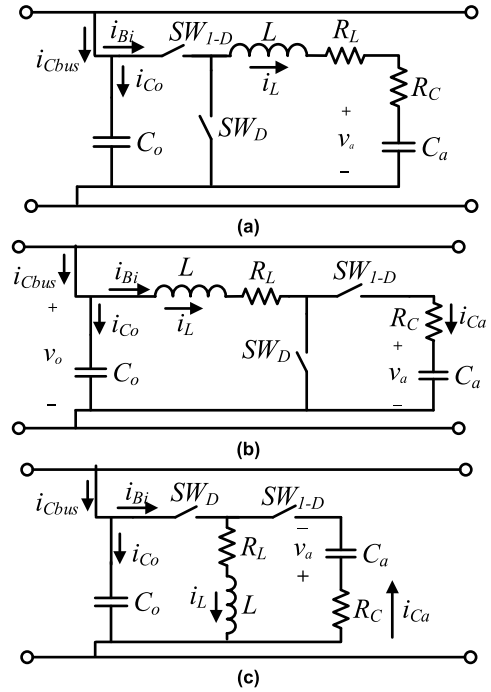 i_Cbus i_Bi SW_1-D L R_L
i_Co i_L R_C
C_o SW_D + v_a − C_a
(a)
i_Cbus i_Bi L R_L SW_1-D
+ i_Co i_L R_C i_Ca
v_o C_o SW_D + v_a − C_a
−
(b)
i_Cbus i_Bi SW_D SW_1-D
i_Co R_L − v_a + C_a
C_o i_L L R_C i_Ca
(c)